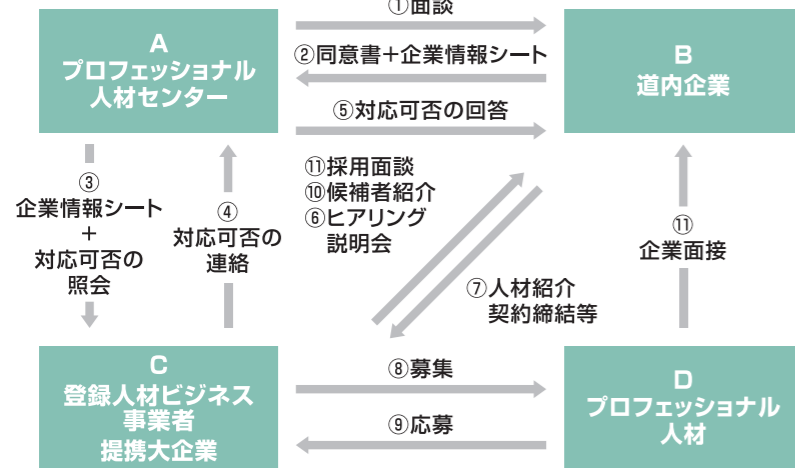 ①面談
A
プロフェッショナル
人材センター
②同意書+企業情報シート
B
道内企業
⑤対応可否の回答
③
企業情報シート
+
対応可否の
照会
④
対応可否の
連絡
⑪採用面談
⑩候補者紹介
⑥ヒアリング
説明会
⑦人材紹介
契約締結等
⑪
企業面接
C
登録人材ビジネス
事業者
提携大企業
⑧募集
⑨応募
D
プロフェッショナル
人材